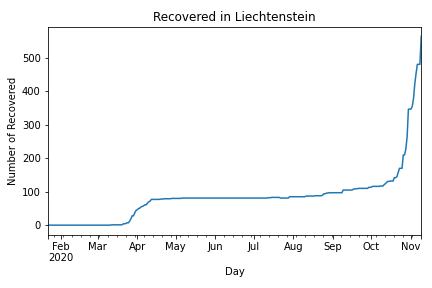 Recovered in Liechtenstein
Number of Recovered
500
400
300
200
100
0
Feb Mar Apr May Jun Jul Aug Sep Oct Nov
2020
Day